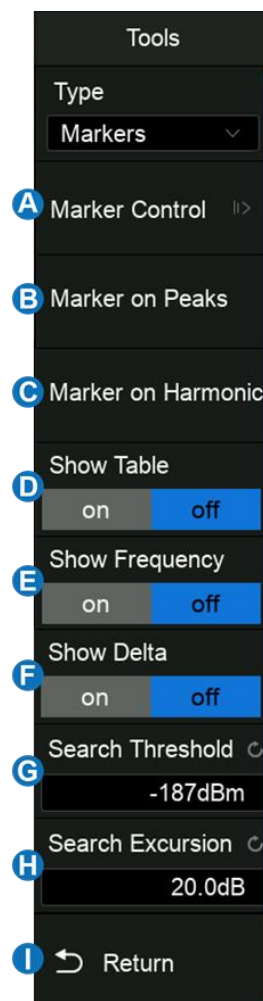 Tools
Type
Markers
A Marker Control
B Marker on Peaks
C Marker on Harmonic
Show Table
D
on off
Show Frequency
E
on off
Show Delta
F
on off
Search Threshold
G
-187dBm
Search Excursion
H
20.0dB
I Return